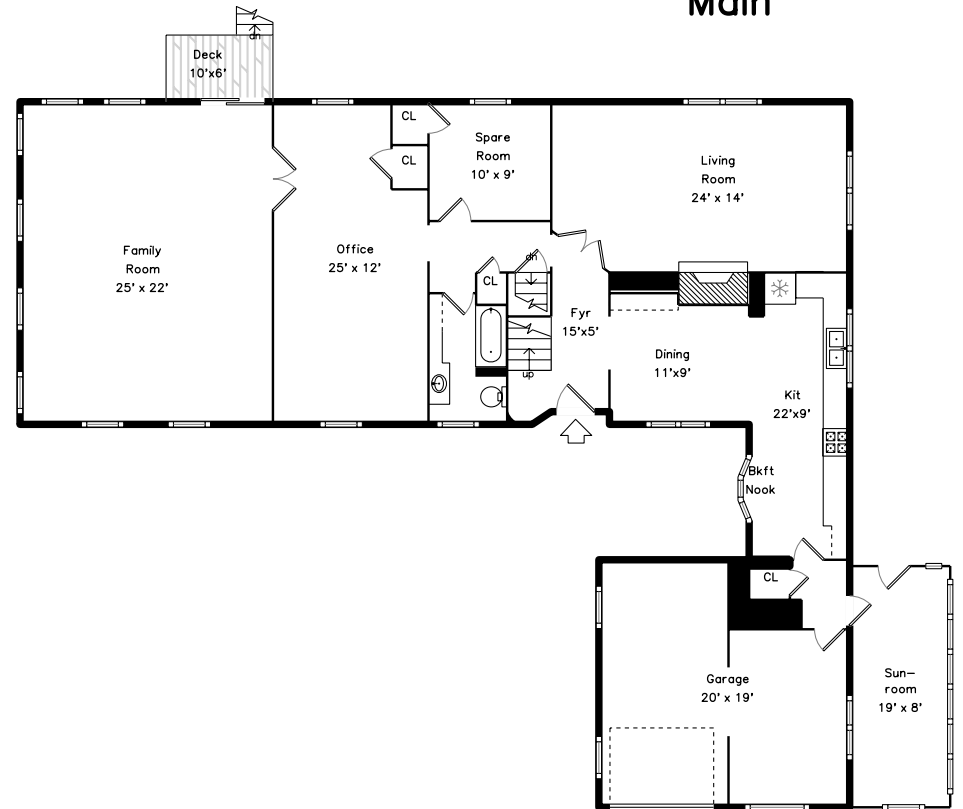 Main
dn
Deck
10'x6'
CL
CL
Spare
Room
10' x 9'
Living
Room
24' x 14'
Family
Room
25' x 22'
Office
25' x 12'
dn
CL
Fyr
15'x5'
up
Dining
11'x9'
Kit
22'x9'
Bkft
Nook
CL
Garage
20' x 19'
Sun-
room
19' x 8'